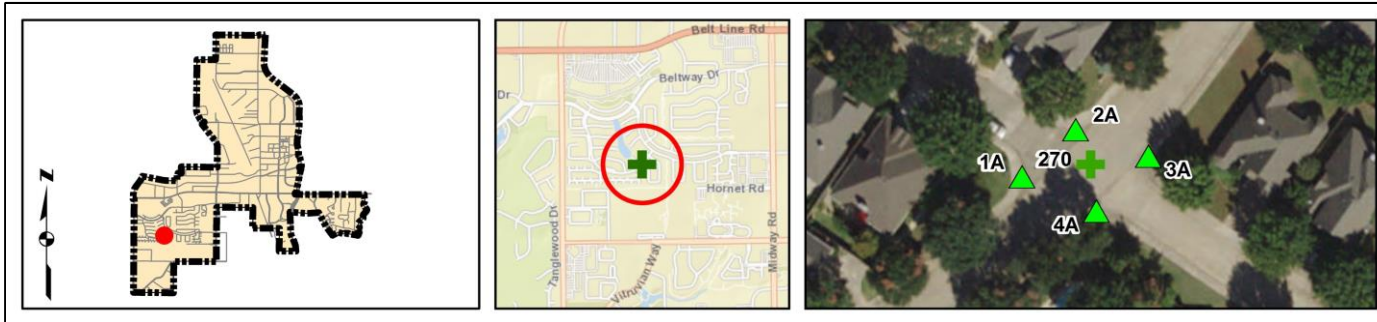 N
Belt Line Rd
Beltway Dr
Dr
Hornet Rd
Tanglewood Dr
Vitruvian Way
Midway Rd
2A
1A
270
3A
4A